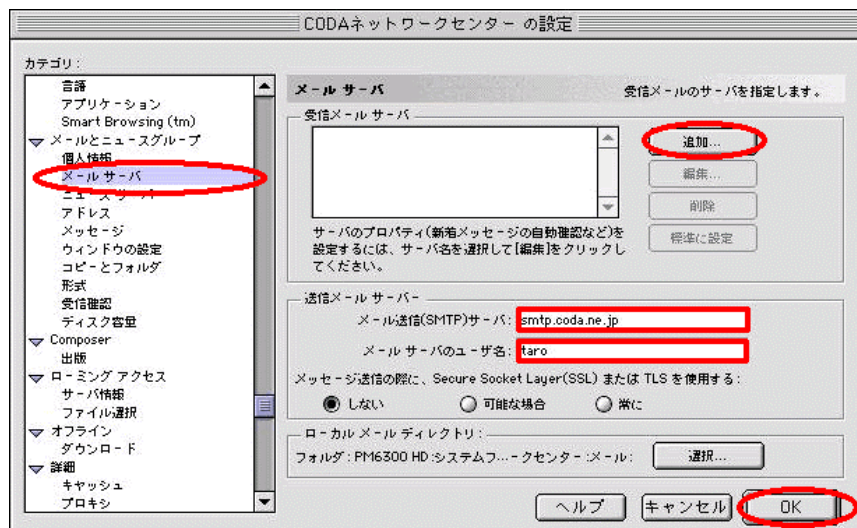 CODAネットワークセンター の設定
カテゴリ:
言語
アプリケーション
Smart Browsing (tm)
メールとニュースグループ
個人情報
メール サーバ
ニュース サーバ
アドレス
メッセージ
ウィンドウの設定
コピーとフォルダ
形式
受信確認
ディスク容量
Composer
出版
ローミング アクセス
サーバ情報
ファイル選択
オフライン
ダウンロード
詳細
キャッシュ
プロキシ
メール サーバ
受信メールのサーバを指定します。
受信メール サーバ
追加...
編集...
削除
標準に設定
サーバのプロパティ(新着メッセージの自動確認など)を
設定するには、サーバ名を選択して[編集]をクリックし
てください。
送信メール サーバー
メール送信(SMTP)サーバ: smtp.coda.ne.jp
メール サーバのユーザ名: taro
メッセージ送信の際に、Secure Socket Layer(SSL) または TLS を使用する:
しない 可能な場合 常に
ローカル メール ディレクトリ:
フォルダ:PM6300 HD:システムフ...ークセンター:メール: 選択...
ヘルプ キャンセル OK